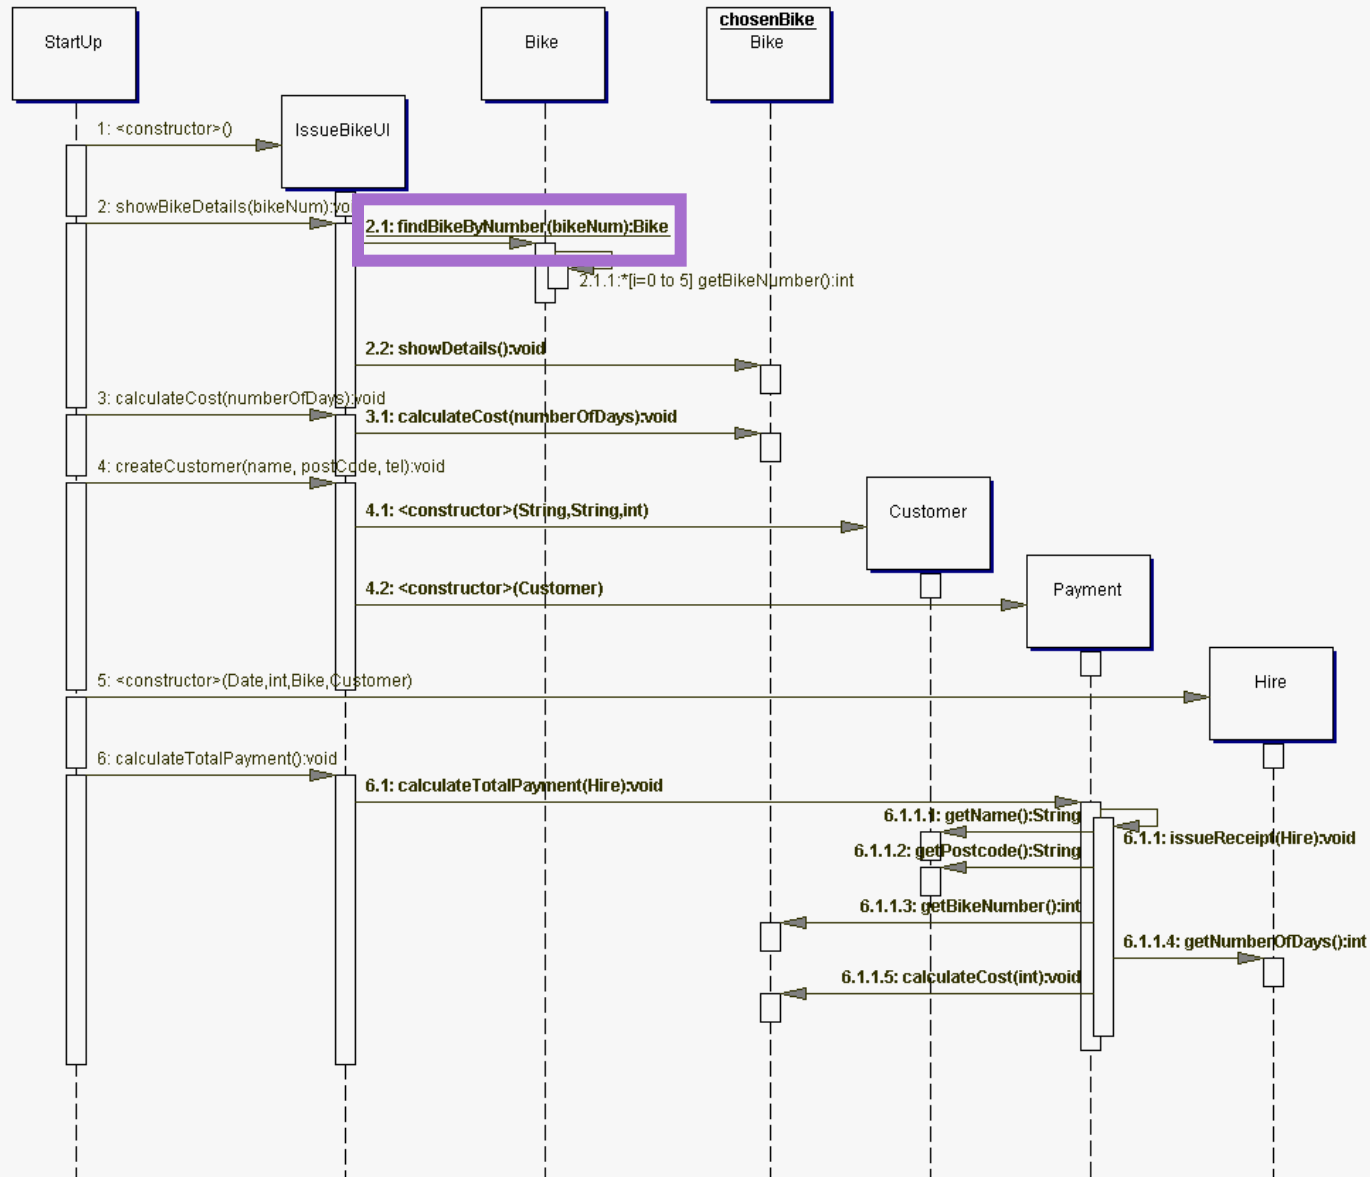 StartUp
Bike
chosenBike
Bike
1: <constructor>()
IssueBikeUI
2: showBikeDetails(bikeNum):voi
2.1: findBikeByNumber(bikeNum):Bike
2.1.1:*[i=0 to 5] getBikeNumber():int
2.2: showDetails():void
3: calculateCost(numberOfDays):void
3.1: calculateCost(numberOfDays):void
4: createCustomer(name, postCode, tel):void
4.1: <constructor>(String,String,int)
Customer
4.2: <constructor>(Customer)
Payment
5: <constructor>(Date,int,Bike,Customer)
Hire
6: calculateTotalPayment():void
6.1: calculateTotalPayment(Hire):void
6.1.1.1: getName():String
6.1.1: issueReceipt(Hire):void
6.1.1.2: getPostcode():String
6.1.1.3: getBikeNumber():int
6.1.1.4: getNumberOfDays():int
6.1.1.5: calculateCost(int):void